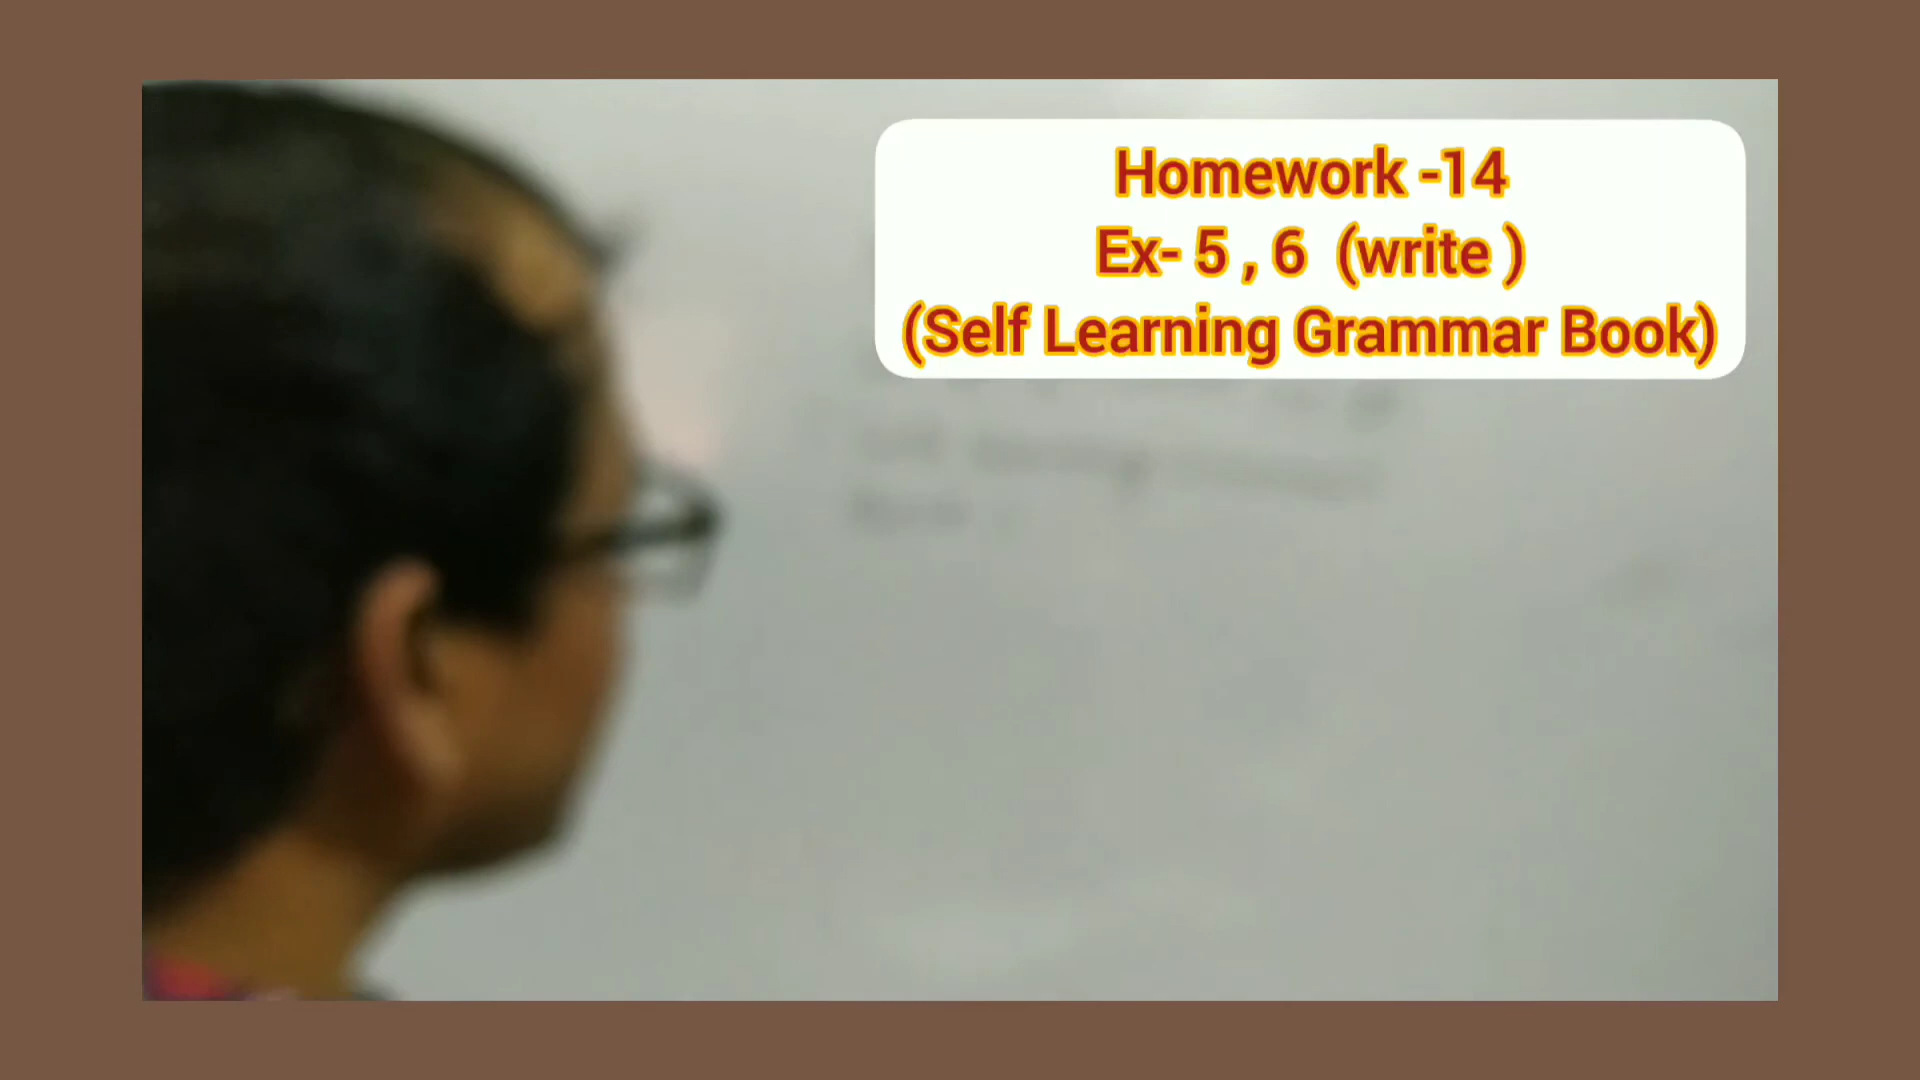 Homework -14
Ex- 5 , 6 (write )
(Self Learning Grammar Book)